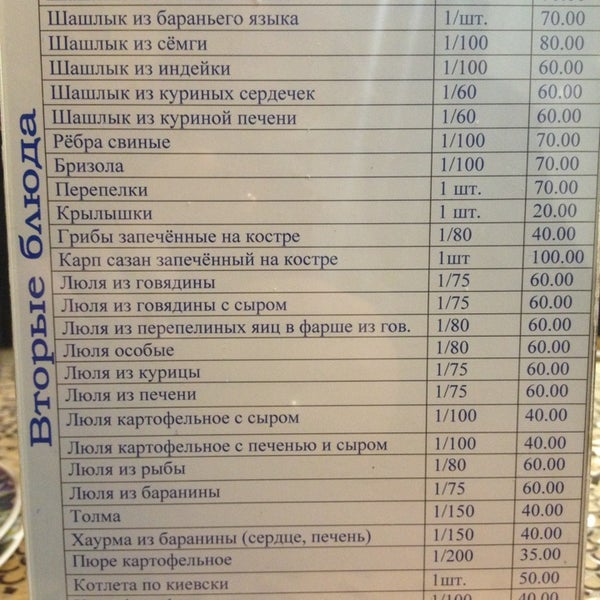 Вторые блюда
Шашлык из бараньего языка 1/шт. 70.00
Шашлык из сёмги 1/100 80.00
Шашлык из индейки 1/100 60.00
Шашлык из куриных сердечек 1/60 60.00
Шашлык из куриной печени 1/60 60.00
Рёбра свиные 1/100 70.00
Бризола 1/100 70.00
Перепелки 1 шт. 70.00
Крылышки 1 шт. 20.00
Грибы запечённые на костре 1/80 40.00
Карп сазан запечённый на костре 1шт 100.00
Люля из говядины 1/75 60.00
Люля из говядины с сыром 1/75 60.00
Люля из перепелиных яиц в фарше из гов. 1/80 60.00
Люля особые 1/80 60.00
Люля из курицы 1/75 60.00
Люля из печени 1/75 60.00
Люля картофельное с сыром 1/100 40.00
Люля картофельное с печенью и сыром 1/100 40.00
Люля из рыбы 1/80 60.00
Люля из баранины 1/75 60.00
Толма 1/150 40.00
Хаурма из баранины (сердце, печень) 1/150 40.00
Пюре картофельное 1/200 35.00
Котлета по киевски 1шт. 50.00
1/100 40.00